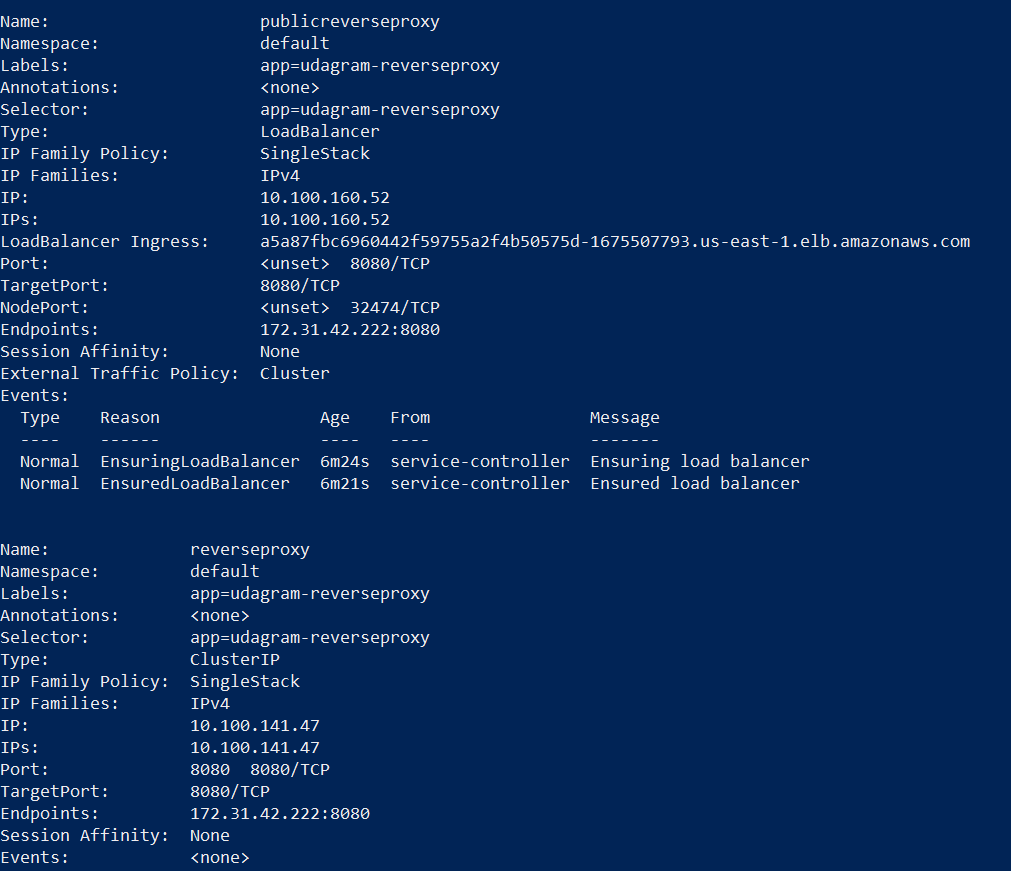 Name:                     publicreverseproxy
Namespace:                default
Labels:                   app=udagram-reverseproxy
Annotations:              <none>
Selector:                 app=udagram-reverseproxy
Type:                     LoadBalancer
IP Family Policy:         SingleStack
IP Families:              IPv4
IP:                       10.100.160.52
IPs:                      10.100.160.52
LoadBalancer Ingress:     a5a87fbc6960442f59755a2f4b50575d-1675507793.us-east-1.elb.amazonaws.com
Port:                     <unset>  8080/TCP
TargetPort:               8080/TCP
NodePort:                 <unset>  32474/TCP
Endpoints:                172.31.42.222:8080
Session Affinity:         None
External Traffic Policy:  Cluster
Events:
  Type    Reason                Age    From                Message
  ----    ------                ----   ----                -------
  Normal  EnsuringLoadBalancer  6m24s  service-controller  Ensuring load balancer
  Normal  EnsuredLoadBalancer   6m21s  service-controller  Ensured load balancer
Name:              reverseproxy
Namespace:         default
Labels:            app=udagram-reverseproxy
Annotations:       <none>
Selector:          app=udagram-reverseproxy
Type:              ClusterIP
IP Family Policy:  SingleStack
IP Families:       IPv4
IP:                10.100.141.47
IPs:               10.100.141.47
Port:              8080  8080/TCP
TargetPort:        8080/TCP
Endpoints:         172.31.42.222:8080
Session Affinity:  None
Events:            <none>